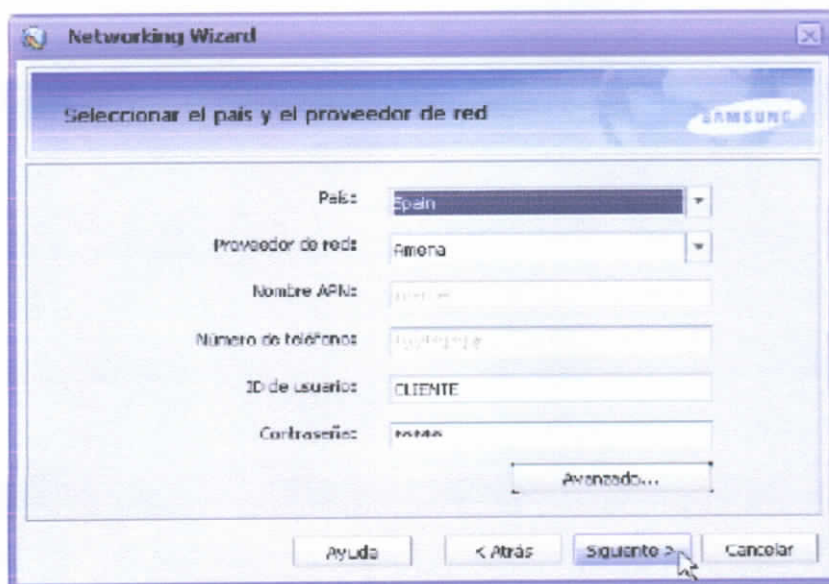 Networking Wizard
Seleccionar el país y el proveedor de red
SAMSUNG
País:
Spain
Proveedor de red:
Amena
Nombre APN:
Número de teléfono:
ID de usuario:
CLIENTE
Contraseña:
******
Avanzado...
Ayuda
< Atrás
Siguiente >
Cancelar